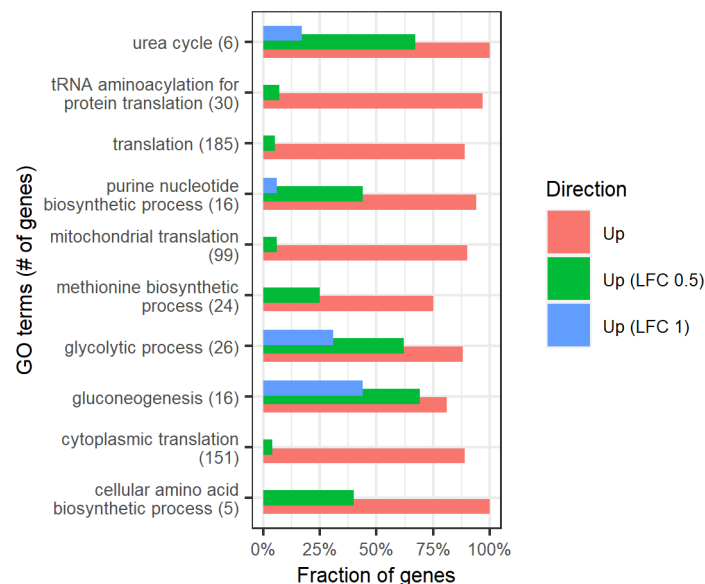 urea cycle (6)
tRNA aminoacylation for
protein translation (30)
translation (185)
purine nucleotide
biosynthetic process (16)
mitochondrial translation
(99)
methionine biosynthetic
process (24)
glycolytic process (26)
gluconeogenesis (16)
cytoplasmic translation
(151)
cellular amino acid
biosynthetic process (5)
GO terms (# of genes)
0% 25% 50% 75% 100%
Fraction of genes
Direction
Up
Up (LFC 0.5)
Up (LFC 1)